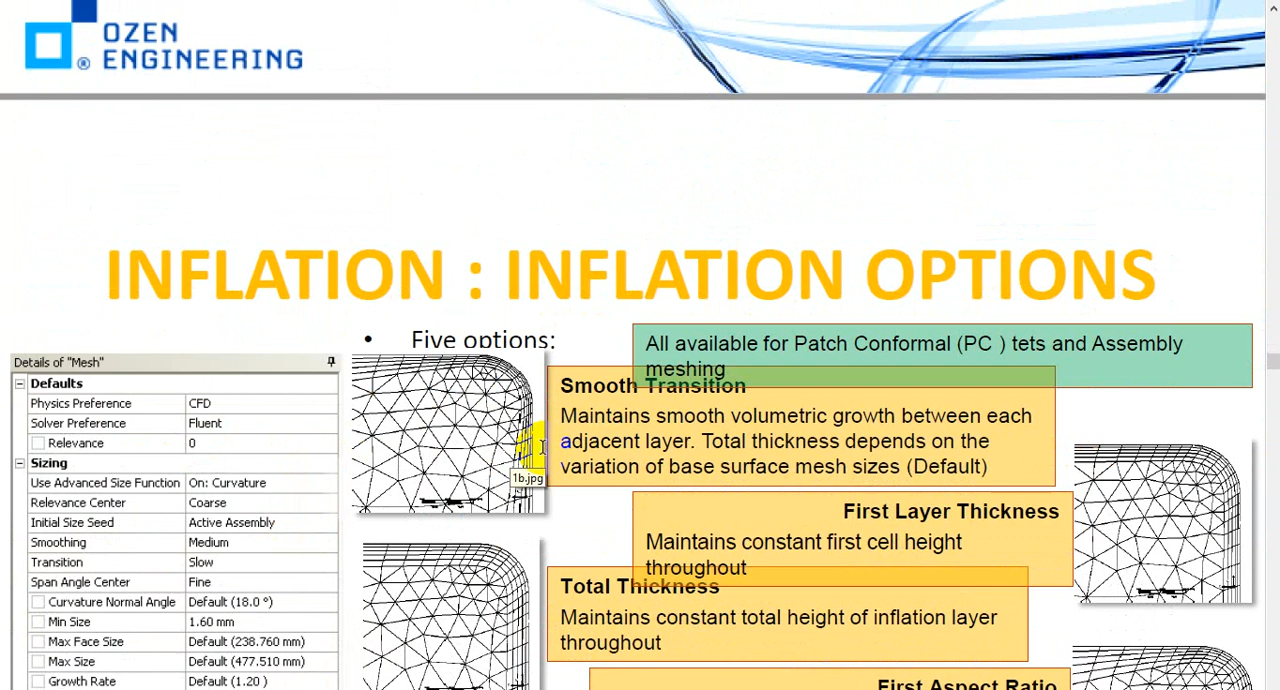 OZEN
® ENGINEERING
INFLATION : INFLATION OPTIONS
• Five options:
All available for Patch Conformal (PC ) tets and Assembly
meshing
Smooth Transition
Maintains smooth volumetric growth between each
adjacent layer. Total thickness depends on the
variation of base surface mesh sizes (Default)
1b.jpg
First Layer Thickness
Maintains constant first cell height
throughout
Total Thickness
Maintains constant total height of inflation layer
throughout
First Aspect Ratio
Details of "Mesh"
Defaults
Physics Preference CFD
Solver Preference Fluent
Relevance 0
Sizing
Use Advanced Size Function On: Curvature
Relevance Center Coarse
Initial Size Seed Active Assembly
Smoothing Medium
Transition Slow
Span Angle Center Fine
Curvature Normal Angle Default (18.0 °)
Min Size 1.60 mm
Max Face Size Default (238.760 mm)
Max Size Default (477.510 mm)
Growth Rate Default (1.20 )